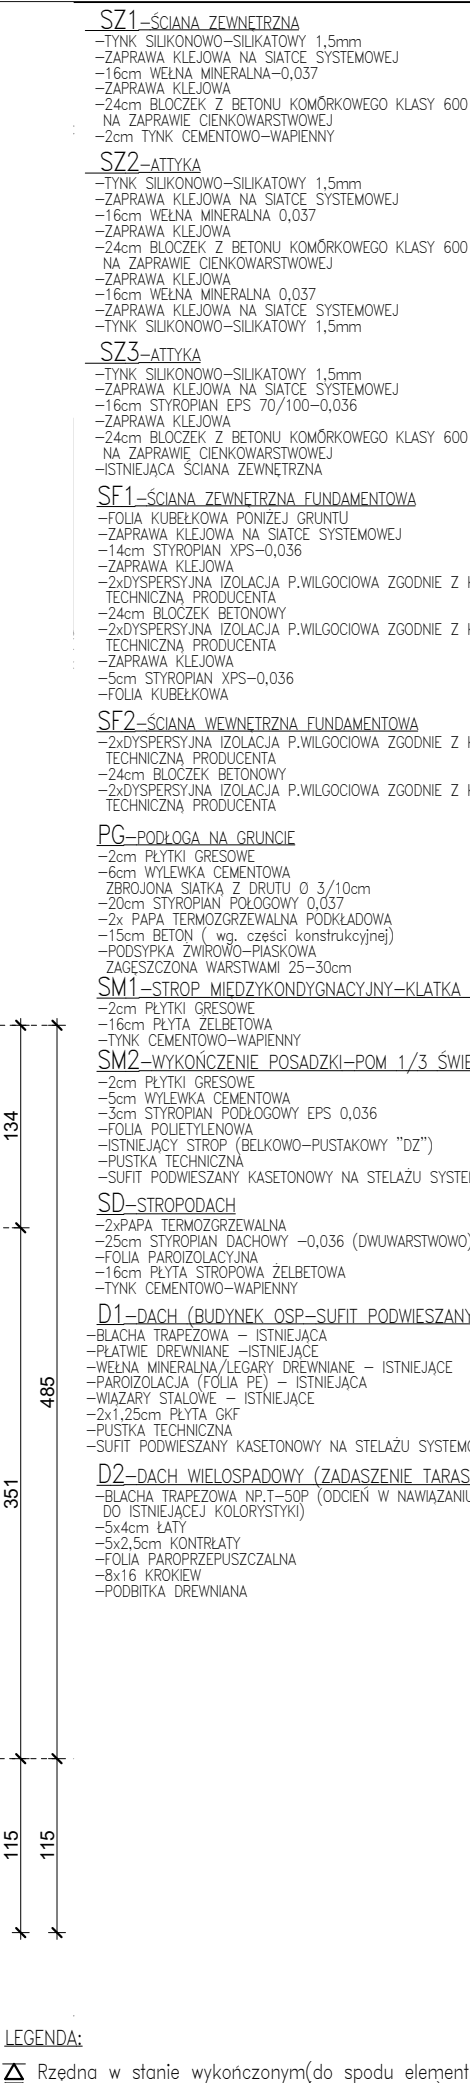 SZ1-ŚCIANA ZEWNĘTRZNA
-TYNK SILIKONOWO-SILIKATOWY 1,5mm
-ZAPRAWA KLEJOWA NA SIATCE SYSTEMOWEJ
-16cm WEŁNA MINERALNA-0,037
-ZAPRAWA KLEJOWA
-24cm BLOCZEK Z BETONU KOMÓRKOWEGO KLASY 600
NA ZAPRAWIE CIENKOWARSTWOWEJ
-2cm TYNK CEMENTOWO-WAPIENNY
SZ2-ATTYKA
-TYNK SILIKONOWO-SILIKATOWY 1,5mm
-ZAPRAWA KLEJOWA NA SIATCE SYSTEMOWEJ
-16cm WEŁNA MINERALNA 0,037
-ZAPRAWA KLEJOWA
-24cm BLOCZEK Z BETONU KOMÓRKOWEGO KLASY 600
NA ZAPRAWIE CIENKOWARSTWOWEJ
-ZAPRAWA KLEJOWA
-16cm WEŁNA MINERALNA 0,037
-ZAPRAWA KLEJOWA NA SIATCE SYSTEMOWEJ
-TYNK SILIKONOWO-SILIKATOWY 1,5mm
SZ3-ATTYKA
-TYNK SILIKONOWO-SILIKATOWY 1,5mm
-ZAPRAWA KLEJOWA NA SIATCE SYSTEMOWEJ
-16cm STYROPIAN EPS 70/100-0,036
-ZAPRAWA KLEJOWA
-24cm BLOCZEK Z BETONU KOMÓRKOWEGO KLASY 600
NA ZAPRAWIE CIENKOWARSTWOWEJ
-ISTNIEJĄCA ŚCIANA ZEWNĘTRZNA
SF1-ŚCIANA ZEWNĘTRZNA FUNDAMENTOWA
-FOLIA KUBEŁKOWA PONIŻEJ GRUNTU
-ZAPRAWA KLEJOWA NA SIATCE SYSTEMOWEJ
-14cm STYROPIAN XPS-0,036
-ZAPRAWA KLEJOWA
-2xDYSPERSYJNA IZOLACJA P.WILGOCIOWA ZGODNIE Z
TECHNICZNĄ PRODUCENTA
-24cm BLOCZEK BETONOWY
-2xDYSPERSYJNA IZOLACJA P.WILGOCIOWA ZGODNIE Z
TECHNICZNĄ PRODUCENTA
-ZAPRAWA KLEJOWA
-5cm STYROPIAN XPS-0,036
-FOLIA KUBEŁKOWA
SF2-ŚCIANA WEWNĘTRZNA FUNDAMENTOWA
-2xDYSPERSYJNA IZOLACJA P.WILGOCIOWA ZGODNIE Z
TECHNICZNĄ PRODUCENTA
-24cm BLOCZEK BETONOWY
-2xDYSPERSYJNA IZOLACJA P.WILGOCIOWA ZGODNIE Z
TECHNICZNĄ PRODUCENTA
PG-PODŁOGA NA GRUNCIE
-2cm PŁYTKI GRESOWE
-6cm WYLEWKA CEMENTOWA
ZBROJONA SIATKĄ Z DRUTU Ø 3/10cm
-20cm STYROPIAN POŁOGOWY 0,037
-2x PAPA TERMOZGRZEWALNA PODKŁADOWA
-15cm BETON ( wg. części konstrukcyjnej)
-PODSYPKA ŻWIROWO-PIASKOWA
ZAGĘSZCZONA WARSTWAMI 25-30cm
SM1-STROP MIĘDZYKONDYGNACYJNY-KLATKA
-2cm PŁYTKI GRESOWE
-16cm PŁYTA ŻELBETOWA
-TYNK CEMENTOWO-WAPIENNY
SM2-WYKOŃCZENIE POSADZKI-POM 1/3 ŚWIE
-2cm PŁYTKI GRESOWE
-5cm WYLEWKA CEMENTOWA
-3cm STYROPIAN PODŁOGOWY EPS 0,036
-FOLIA POLIETYLENOWA
-ISTNIEJĄCY STROP (BELKOWO-PUSTAKOWY "DZ")
-PUSTKA TECHNICZNA
-SUFIT PODWIESZANY KASETONOWY NA STELAŻU SYSTE
SD-STROPODACH
-2xPAPA TERMOZGRZEWALNA
-25cm STYROPIAN DACHOWY -0,036 (DWUWARSTWOWO)
-FOLIA PAROIZOLACYJNA
-16cm PŁYTA STROPOWA ŻELBETOWA
-TYNK CEMENTOWO-WAPIENNY
D1-DACH (BUDYNEK OSP-SUFIT PODWIESZANY
-BLACHA TRAPEZOWA - ISTNIEJĄCA
-PŁATWIE DREWNIANE -ISTNIEJĄCE
-WEŁNA MINERALNA/LEGARY DREWNIANE - ISTNIEJĄCE
-PAROIZOLACJA (FOLIA PE) - ISTNIEJĄCA
-WIĄZARY STALOWE - ISTNIEJĄCE
-2x1,25cm PŁYTA GKF
-PUSTKA TECHNICZNA
-SUFIT PODWIESZANY KASETONOWY NA STELAŻU SYSTEMO
D2-DACH WIELOSPADOWY (ZADASZENIE TARAS
-BLACHA TRAPEZOWA NP.T-50P (ODCIEŃ W NAWIĄZANIU
DO ISTNIEJĄCEJ KOLORYSTYKI)
-5x4cm ŁATY
-5x2,5cm KONTRŁATY
-FOLIA PAROPRZEPUSZCZALNA
-8x16 KROKIEW
-PODBITKA DREWNIANA
134
485
351
115
115
LEGENDA:
Rzędna w stanie wykończonym(do spodu element